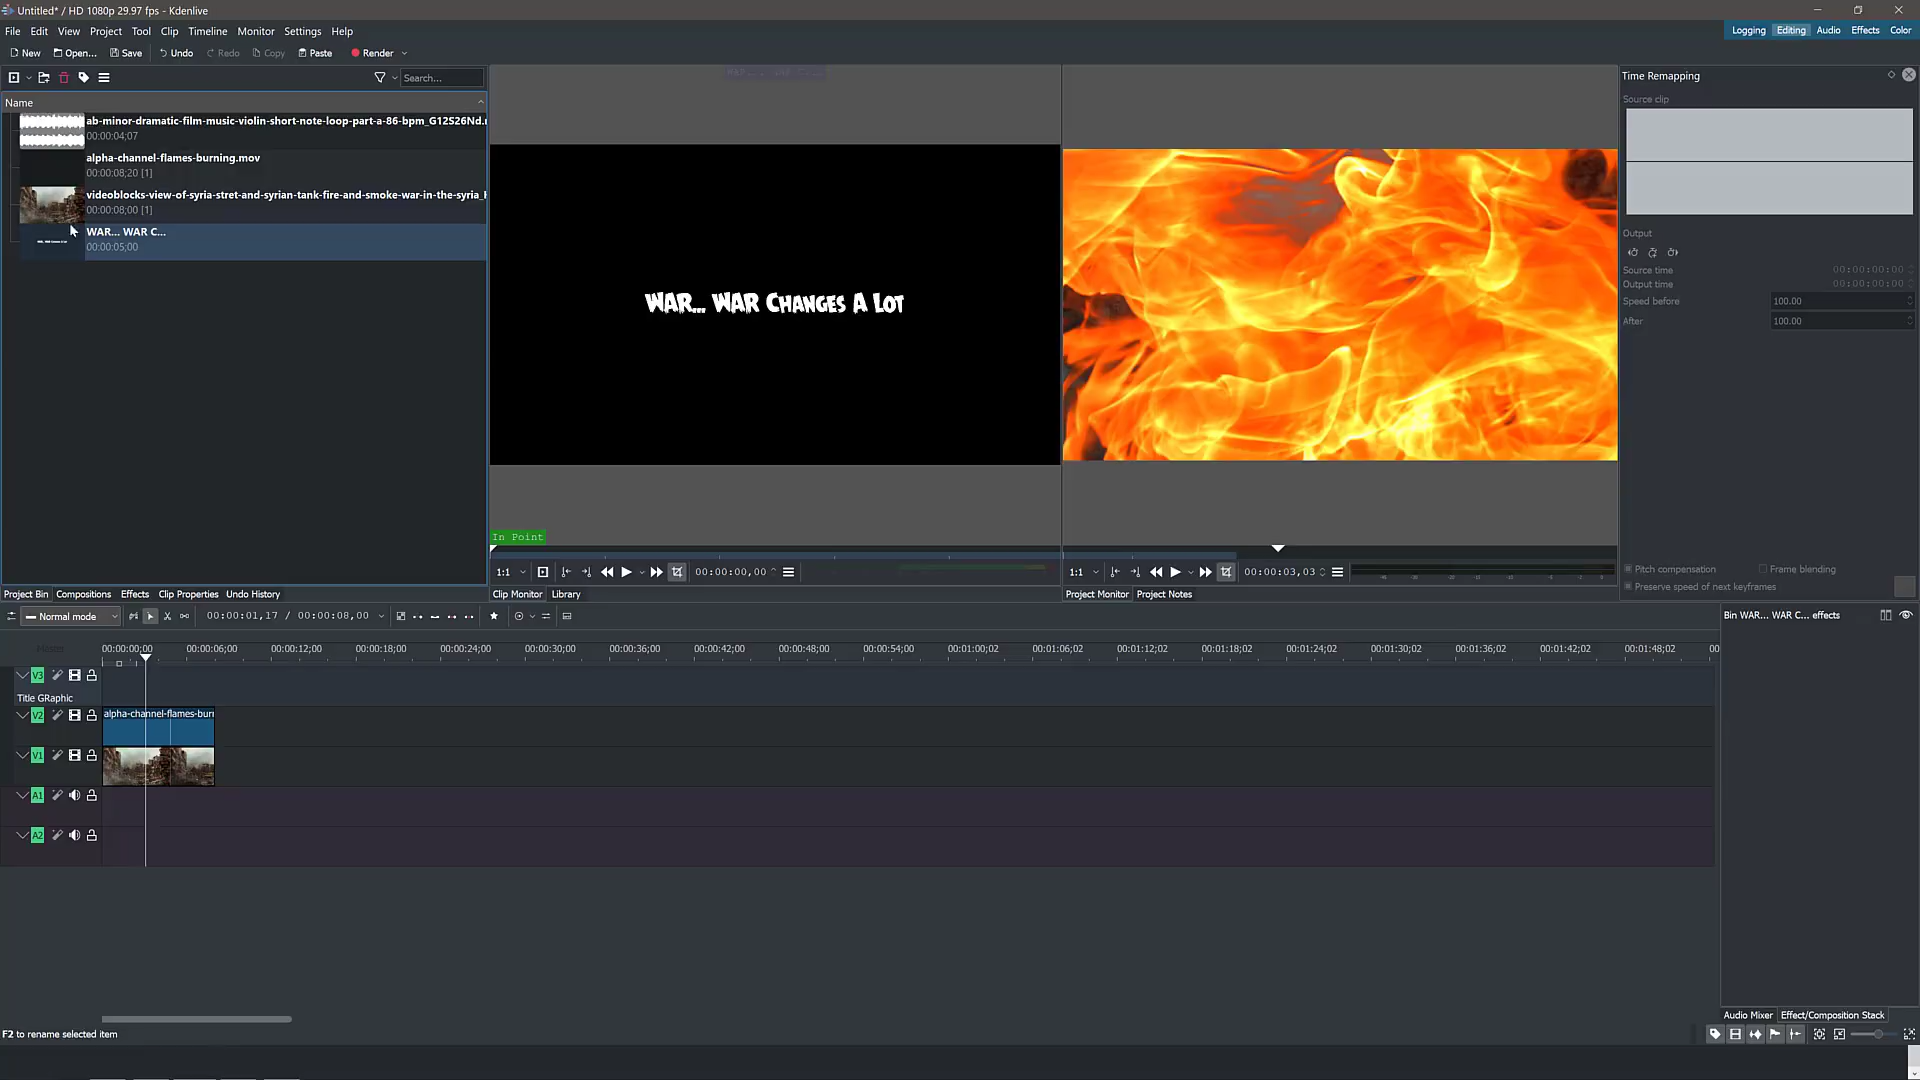 Untitled* / HD 1080p 29.97 fps - Kdenlive
File Edit View Project Tool Clip Timeline Monitor Settings Help
Logging Editing Audio Effects Color
New Open... Save Undo Redo Copy Paste Render
Search...
Name
ab-minor-dramatic-film-music-violin-short-note-loop-part-a-86-bpm_G12S26Nd.
00:00:04;07
alpha-channel-flames-burning.mov
00:00:08;20 [1]
videoblocks-view-of-syria-stret-and-syrian-tank-fire-and-smoke-war-in-the-syria_
00:00:08;00 [1]
WAR... WAR C...
00:00:05;00
WAR... WAR Changes A Lot
In Point
1:1 00:00:00,00
1:1 00:00:03,03
Time Remapping
Source clip
Output
Source time 00:00:00:00
Output time 00:00:00:00
Speed before 100.00
After 100.00
Pitch compensation Frame blending
Preserve speed of next keyframes
Project Bin Compositions Effects Clip Properties Undo History
Clip Monitor Library
Project Monitor Project Notes
Normal mode 00:00:01,17 / 00:00:08,00
Bin WAR... WAR C... effects
Master
00:00:00;00 00:00:06;00 00:00:12;00 00:00:18;00 00:00:24;00 00:00:30;00 00:00:36;00 00:00:42;00 00:00:48;00 00:00:54;00 00:01:00;02 00:01:06;02 00:01:12;02 00:01:18;02 00:01:24;02 00:01:30;02 00:01:36;02 00:01:42;02 00:01:48;02 00
V3
Title GRaphic
V2
alpha-channel-flames-burn
V1
A1
A2
Audio Mixer Effect/Composition Stack
F2 to rename selected item